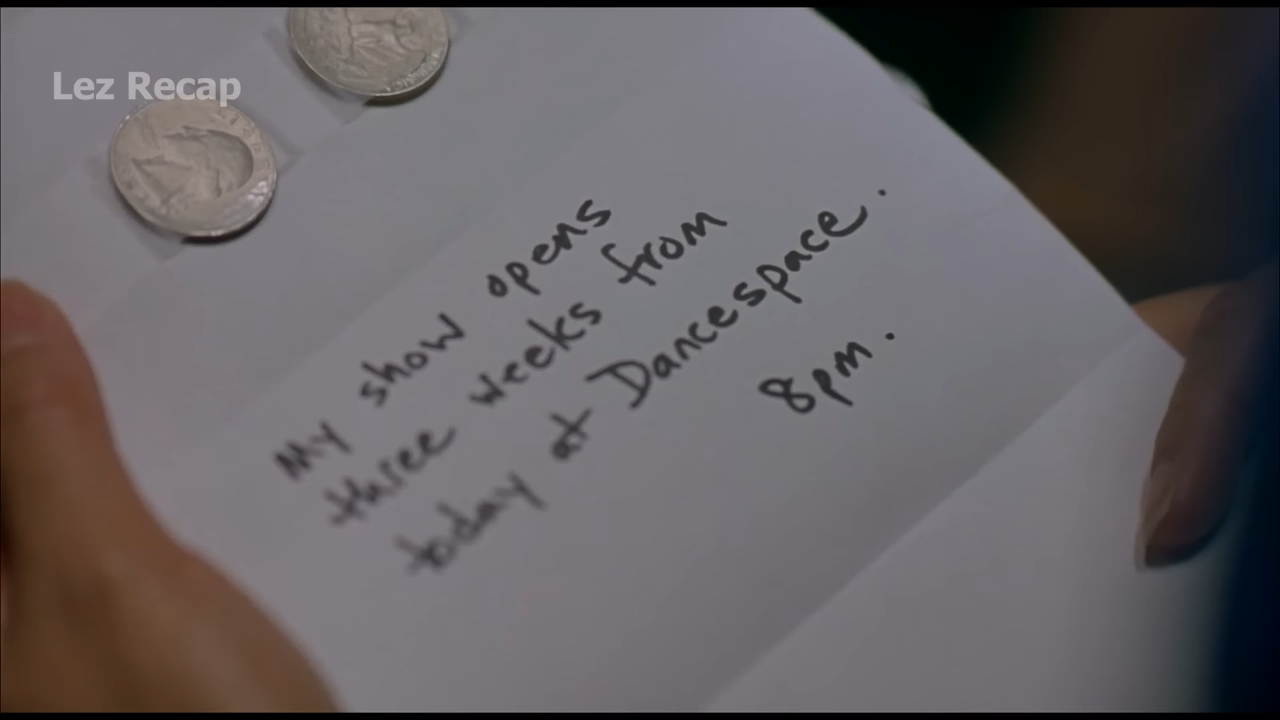 Lez Recap
My show opens
three weeks from
today at Dancespace.
8pm.